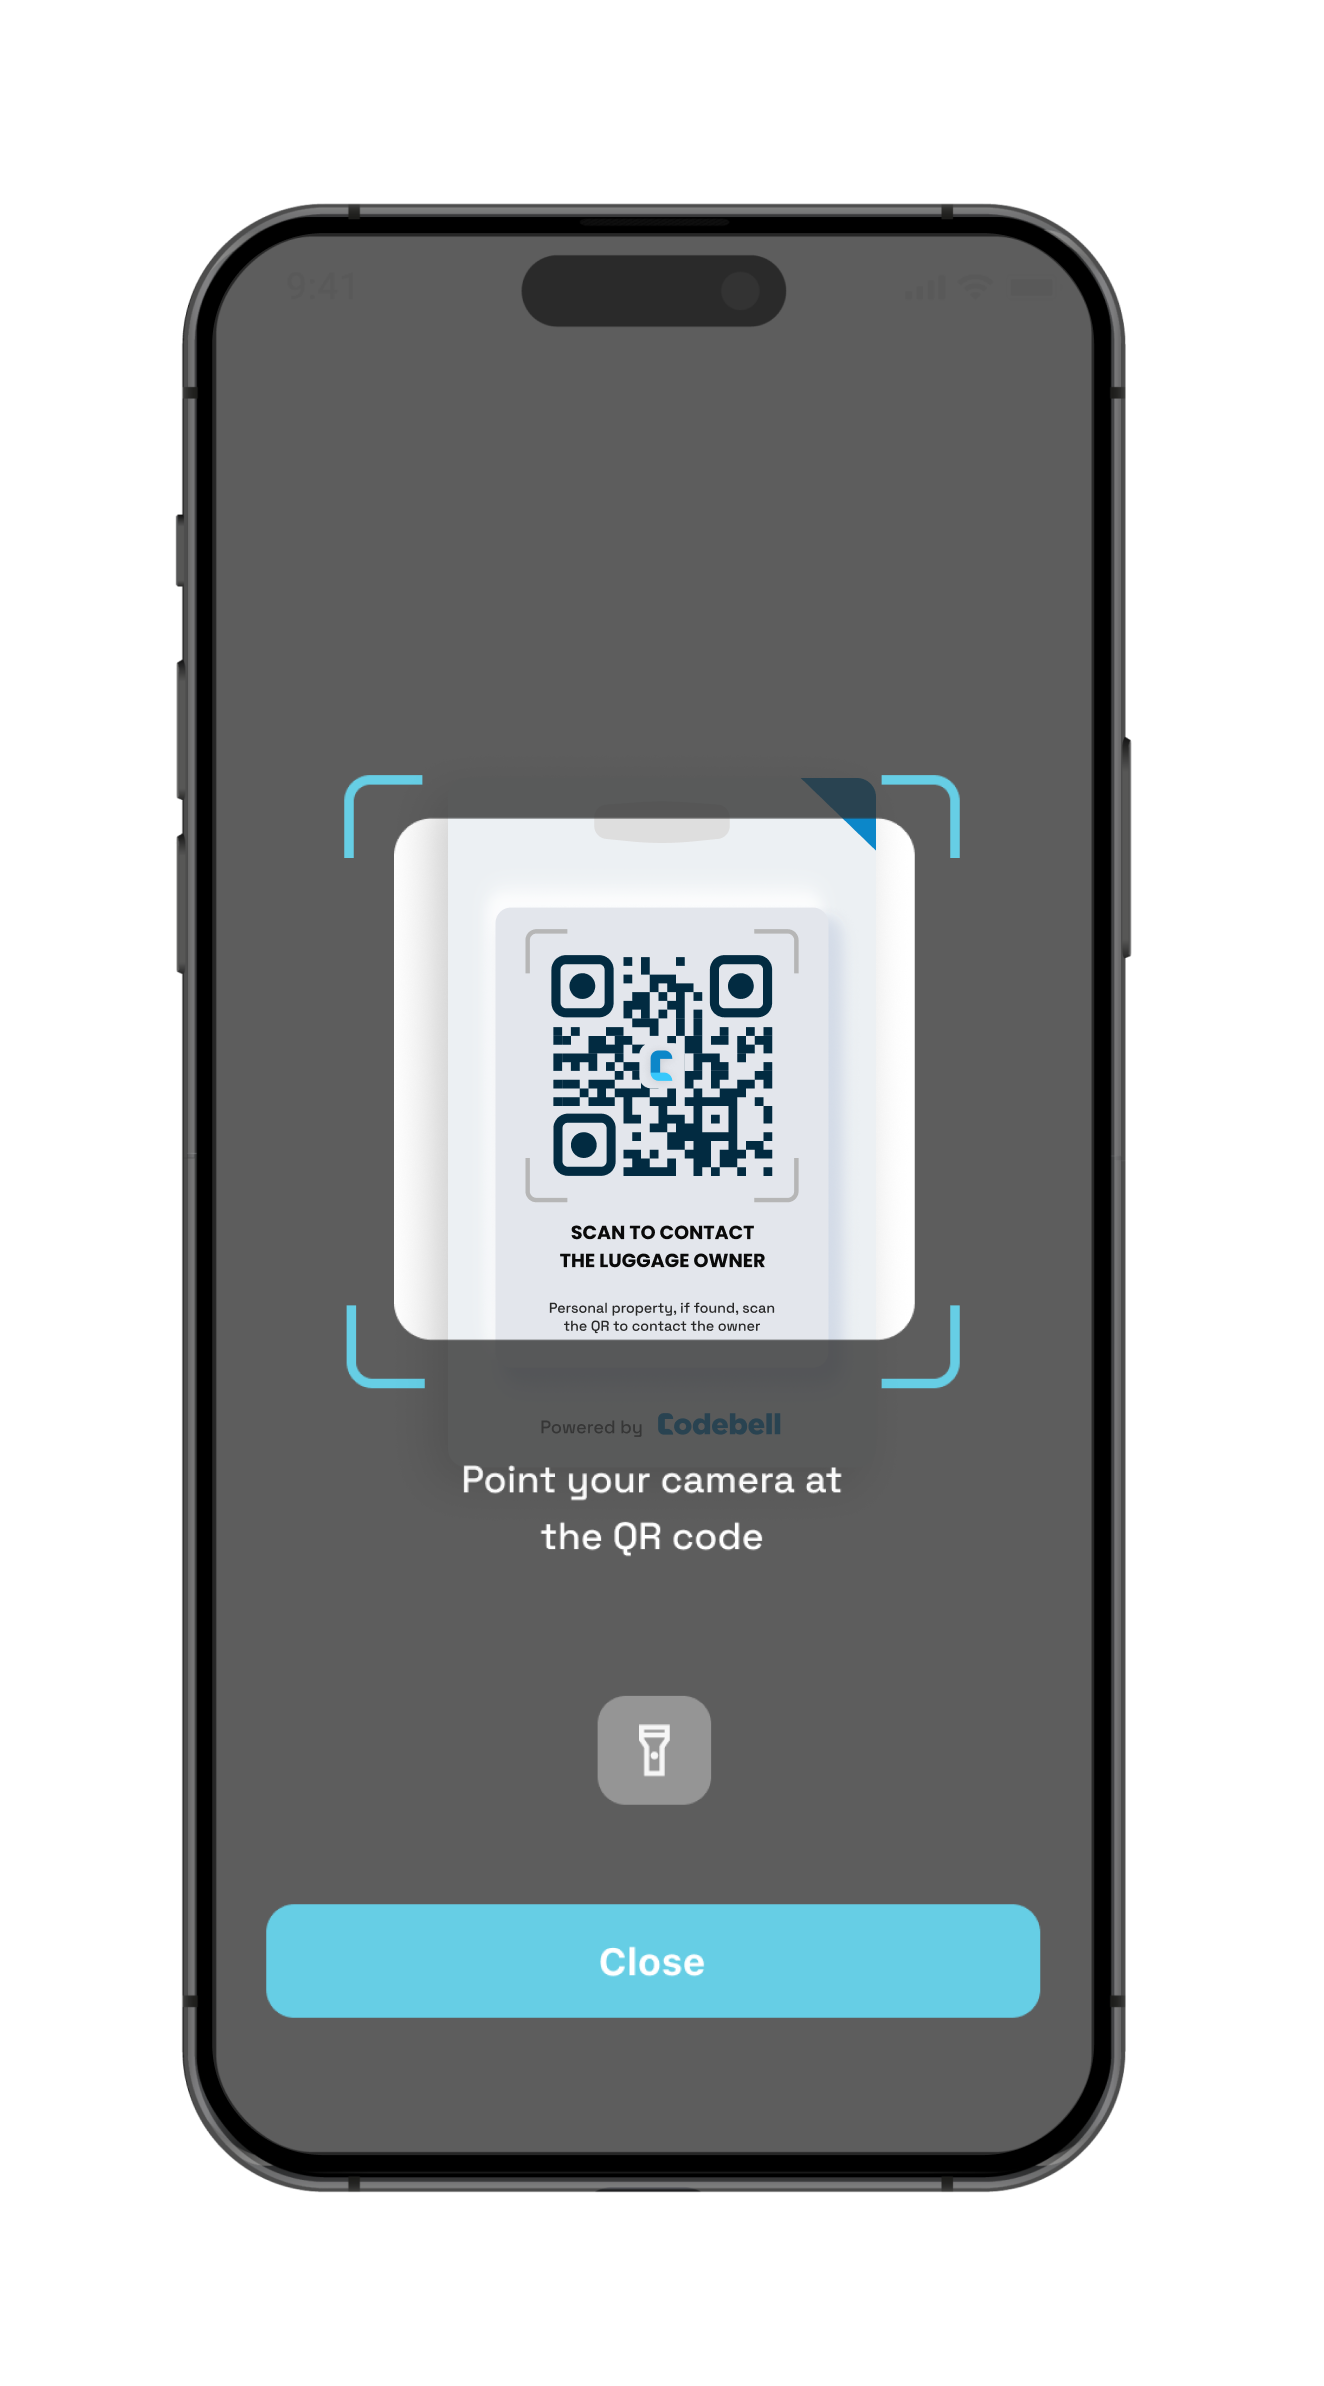 9:41
SCAN TO CONTACT
THE LUGGAGE OWNER
Personal property, if found, scan
the QR to contact the owner
Powered by Codebell
Point your camera at
the QR code
Close